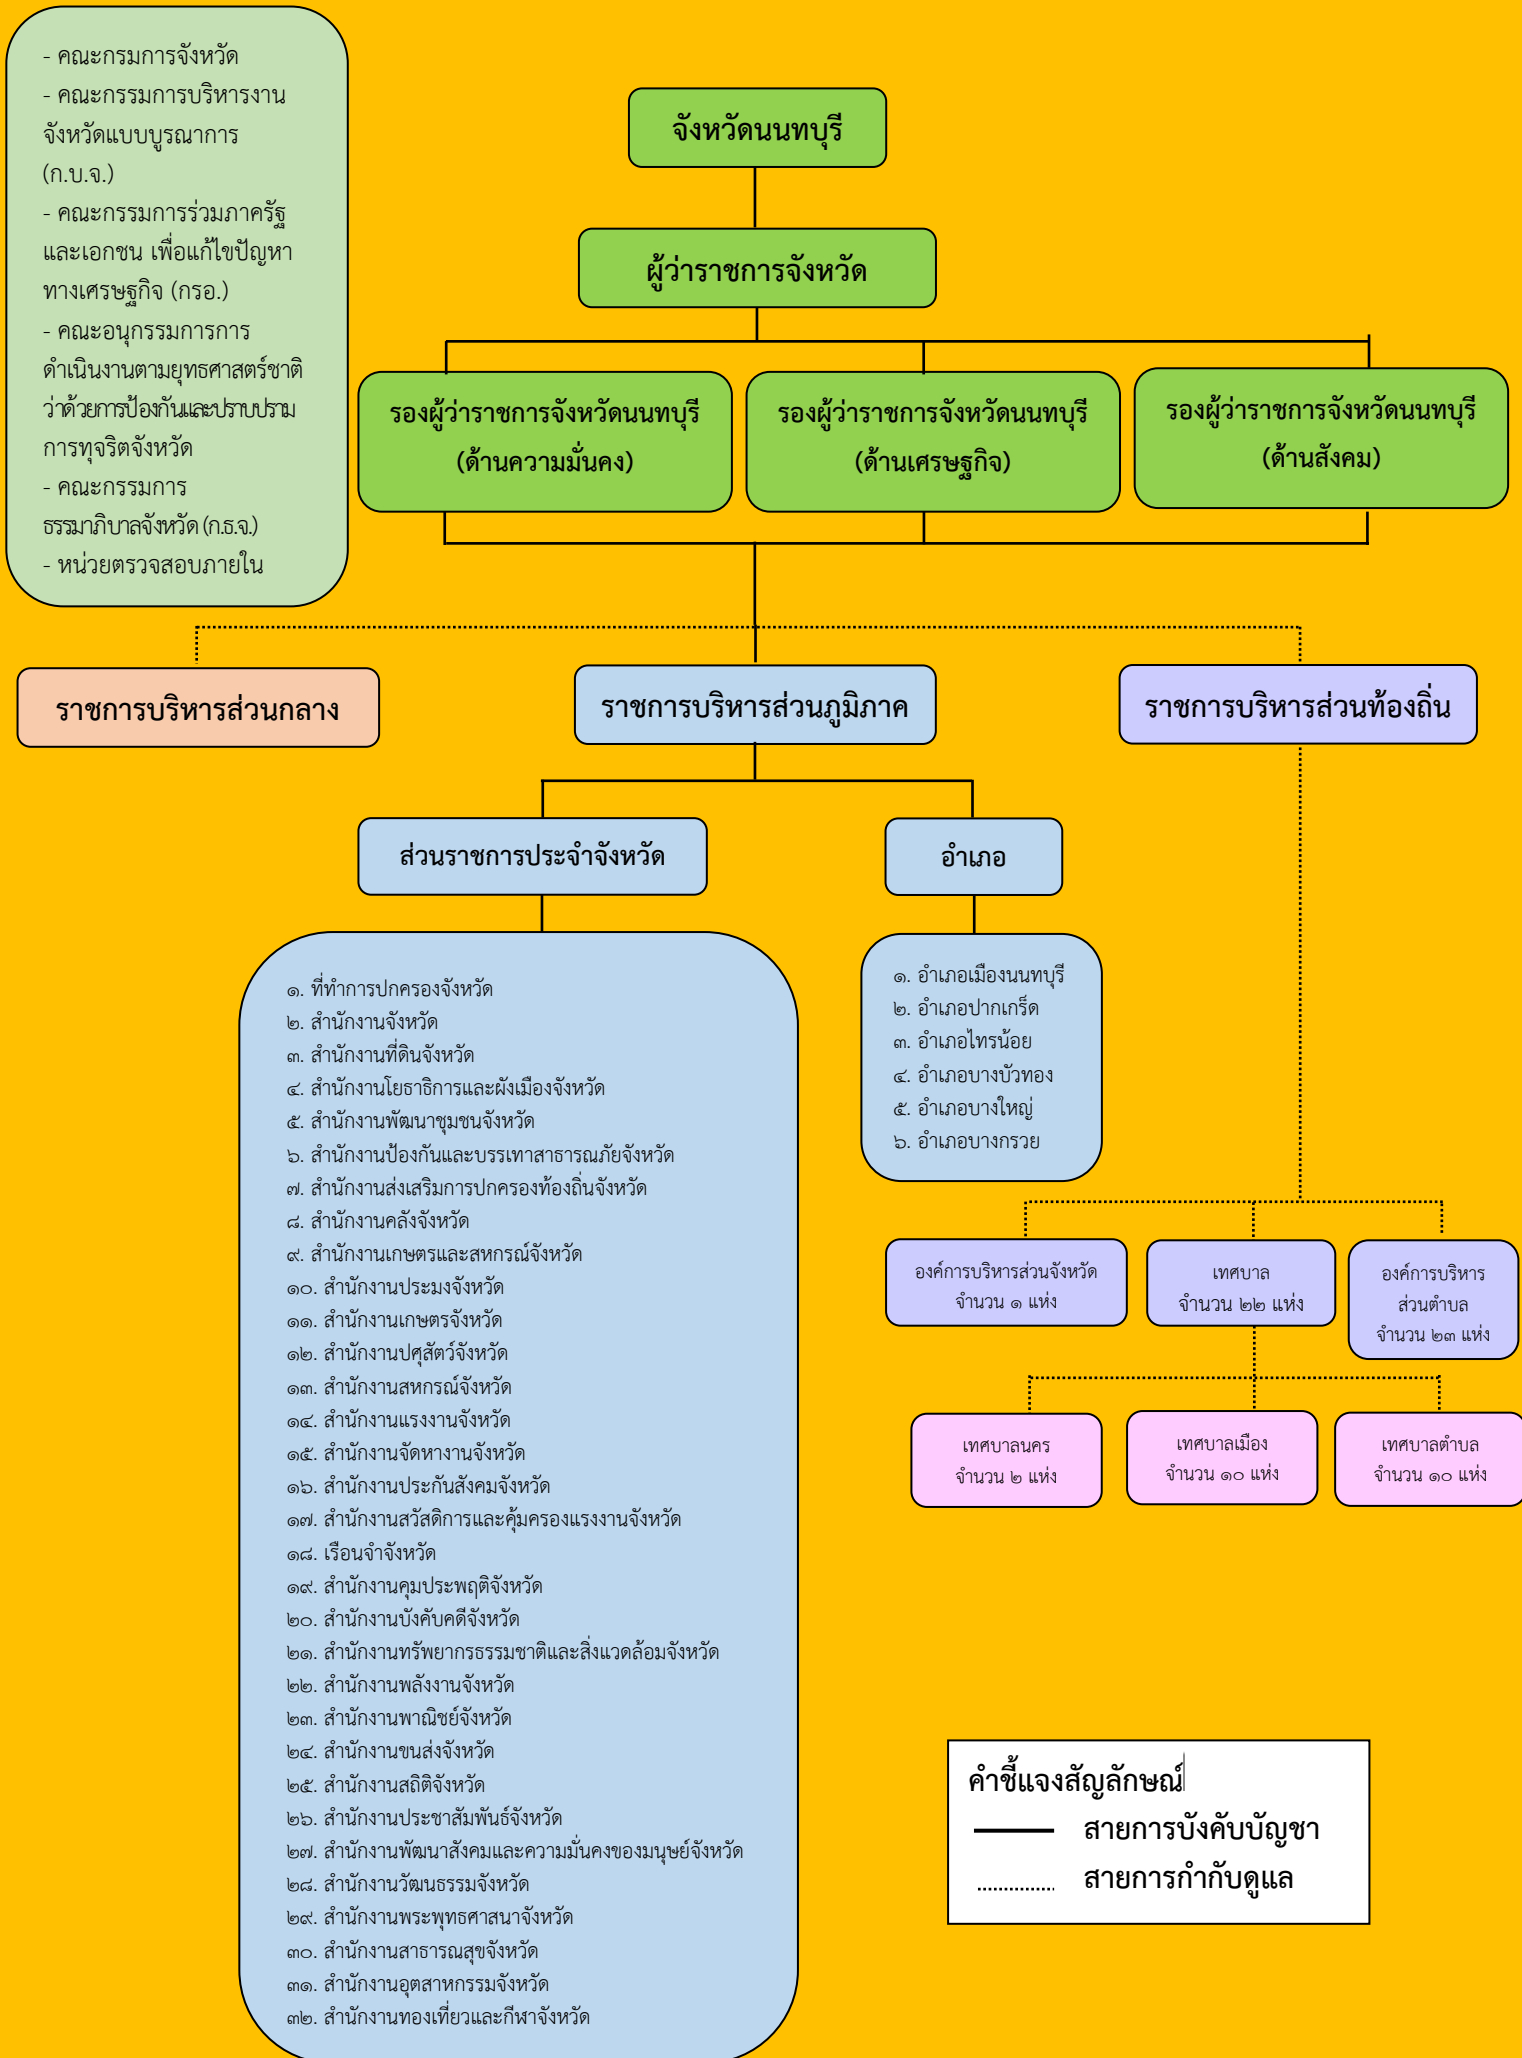 - คณะกรมการจังหวัด
- คณะกรรมการบริหารงาน
จังหวัดแบบบูรณาการ
(ก.บ.จ.)
- คณะกรรมการร่วมภาครัฐ
และเอกชน เพื่อแก้ไขปัญหา
ทางเศรษฐกิจ (กรอ.)
- คณะอนุกรรมการการ
ดำเนินงานตามยุทธศาสตร์ชาติ
ว่าด้วยการป้องกันและปราบปราม
การทุจริตจังหวัด
- คณะกรรมการ
ธรรมาภิบาลจังหวัด (ก.ธ.จ.)
- หน่วยตรวจสอบภายใน
จังหวัดนนทบุรี
ผู้ว่าราชการจังหวัด
รองผู้ว่าราชการจังหวัดนนทบุรี
(ด้านความมั่นคง)
รองผู้ว่าราชการจังหวัดนนทบุรี
(ด้านเศรษฐกิจ)
รองผู้ว่าราชการจังหวัดนนทบุรี
(ด้านสังคม)
ราชการบริหารส่วนกลาง
ราชการบริหารส่วนภูมิภาค
ราชการบริหารส่วนท้องถิ่น
ส่วนราชการประจำจังหวัด
อำเภอ
๑. ที่ทำการปกครองจังหวัด
๒. สำนักงานจังหวัด
๓. สำนักงานที่ดินจังหวัด
๔. สำนักงานโยธาธิการและผังเมืองจังหวัด
๕. สำนักงานพัฒนาชุมชนจังหวัด
๖. สำนักงานป้องกันและบรรเทาสาธารณภัยจังหวัด
๗. สำนักงานส่งเสริมการปกครองท้องถิ่นจังหวัด
๘. สำนักงานคลังจังหวัด
๙. สำนักงานเกษตรและสหกรณ์จังหวัด
๑๐. สำนักงานประมงจังหวัด
๑๑. สำนักงานเกษตรจังหวัด
๑๒. สำนักงานปศุสัตว์จังหวัด
๑๓. สำนักงานสหกรณ์จังหวัด
๑๔. สำนักงานแรงงานจังหวัด
๑๕. สำนักงานจัดหางานจังหวัด
๑๖. สำนักงานประกันสังคมจังหวัด
๑๗. สำนักงานสวัสดิการและคุ้มครองแรงงานจังหวัด
๑๘. เรือนจำจังหวัด
๑๙. สำนักงานคุมประพฤติจังหวัด
๒๐. สำนักงานบังคับคดีจังหวัด
๒๑. สำนักงานทรัพยากรธรรมชาติและสิ่งแวดล้อมจังหวัด
๒๒. สำนักงานพลังงานจังหวัด
๒๓. สำนักงานพาณิชย์จังหวัด
๒๔. สำนักงานขนส่งจังหวัด
๒๕. สำนักงานสถิติจังหวัด
๒๖. สำนักงานประชาสัมพันธ์จังหวัด
๒๗. สำนักงานพัฒนาสังคมและความมั่นคงของมนุษย์จังหวัด
๒๘. สำนักงานวัฒนธรรมจังหวัด
๒๙. สำนักงานพระพุทธศาสนาจังหวัด
๓๐. สำนักงานสาธารณสุขจังหวัด
๓๑. สำนักงานอุตสาหกรรมจังหวัด
๓๒. สำนักงานทองเที่ยวและกีฬาจังหวัด
๑. อำเภอเมืองนนทบุรี
๒. อำเภอปากเกร็ด
๓. อำเภอไทรน้อย
๔. อำเภอบางบัวทอง
๕. อำเภอบางใหญ่
๖. อำเภอบางกรวย
องค์การบริหารส่วนจังหวัด
จำนวน ๑ แห่ง
เทศบาล
จำนวน ๒๒ แห่ง
องค์การบริหาร
ส่วนตำบล
จำนวน ๒๓ แห่ง
เทศบาลนคร
จำนวน ๒ แห่ง
เทศบาลเมือง
จำนวน ๑๐ แห่ง
เทศบาลตำบล
จำนวน ๑๐ แห่ง
คำชี้แจงสัญลักษณ์
สายการบังคับบัญชา
สายการกำกับดูแล